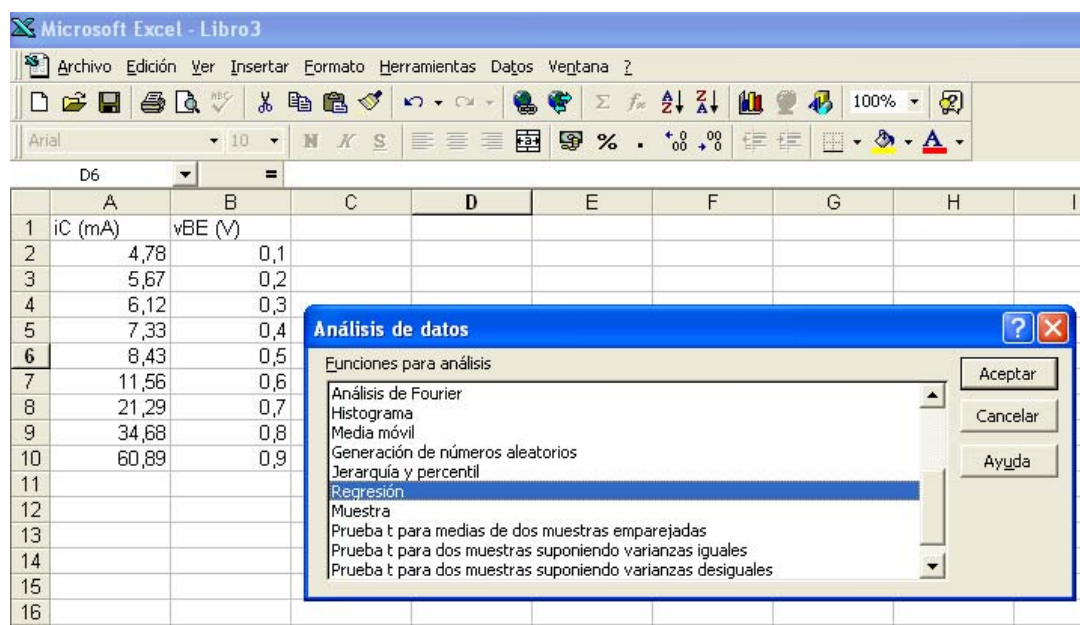 Microsoft Excel - Libro3
Archivo Edición Ver Insertar Formato Herramientas Datos Ventana ?
100%
Arial 10 N K S
D6 =
A B C D E F G H I
1 iC (mA) vBE (V)
2 4,78 0,1
3 5,67 0,2
4 6,12 0,3
5 7,33 0,4
6 8,43 0,5
7 11,56 0,6
8 21,29 0,7
9 34,68 0,8
10 60,89 0,9
11
12
13
14
15
16
Análisis de datos
Funciones para análisis
Análisis de Fourier
Histograma
Media móvil
Generación de números aleatorios
Jerarquía y percentil
Regresión
Muestra
Prueba t para medias de dos muestras emparejadas
Prueba t para dos muestras suponiendo varianzas iguales
Prueba t para dos muestras suponiendo varianzas desiguales
Aceptar
Cancelar
Ayuda